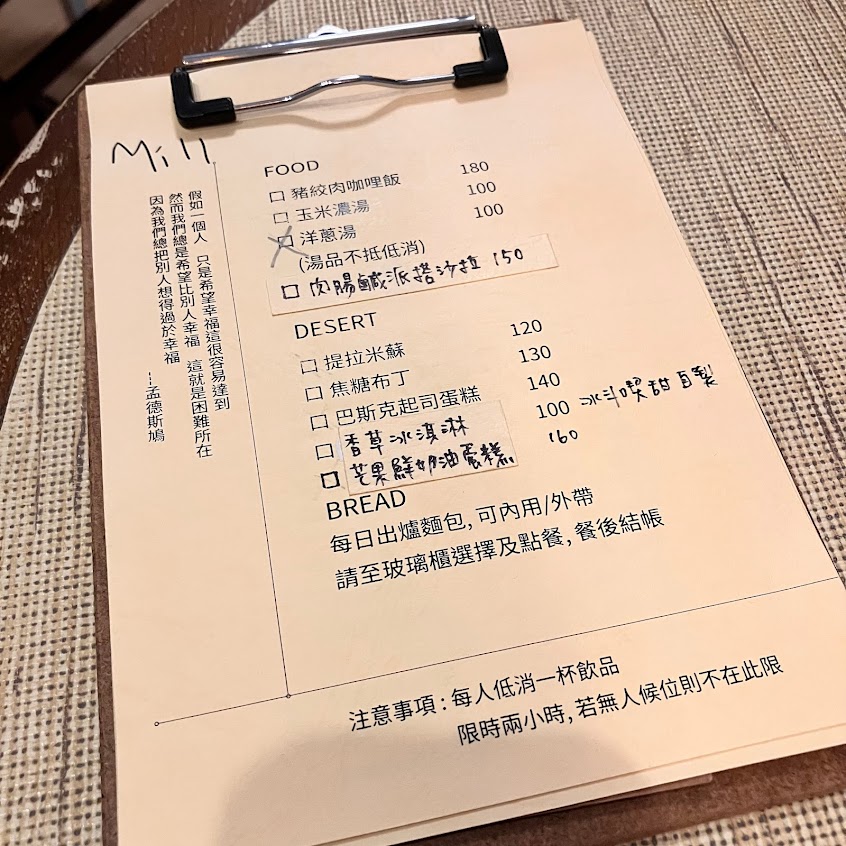 Mill
假如一個人 只是希望幸福這很容易達到
然而我們總是希望比別人幸福 這就是困難所在
因為我們總把別人想得過於幸福
---孟德斯鳩
FOOD
□ 豬絞肉咖哩飯 180
□ 玉米濃湯 100
□ 洋蔥湯 100
(湯品不抵低消)
□ 肉腸鹹派搭沙拉 150
DESERT
□ 提拉米蘇 120
□ 焦糖布丁 130
□ 巴斯克起司蛋糕 140
□ 香草冰淇淋 100 冰斗喫甜自製
□ 芒果鮮奶油蛋糕 160
BREAD
每日出爐麵包, 可內用/外帶
請至玻璃櫃選擇及點餐, 餐後結帳
注意事項 : 每人低消一杯飲品
限時兩小時, 若無人候位則不在此限